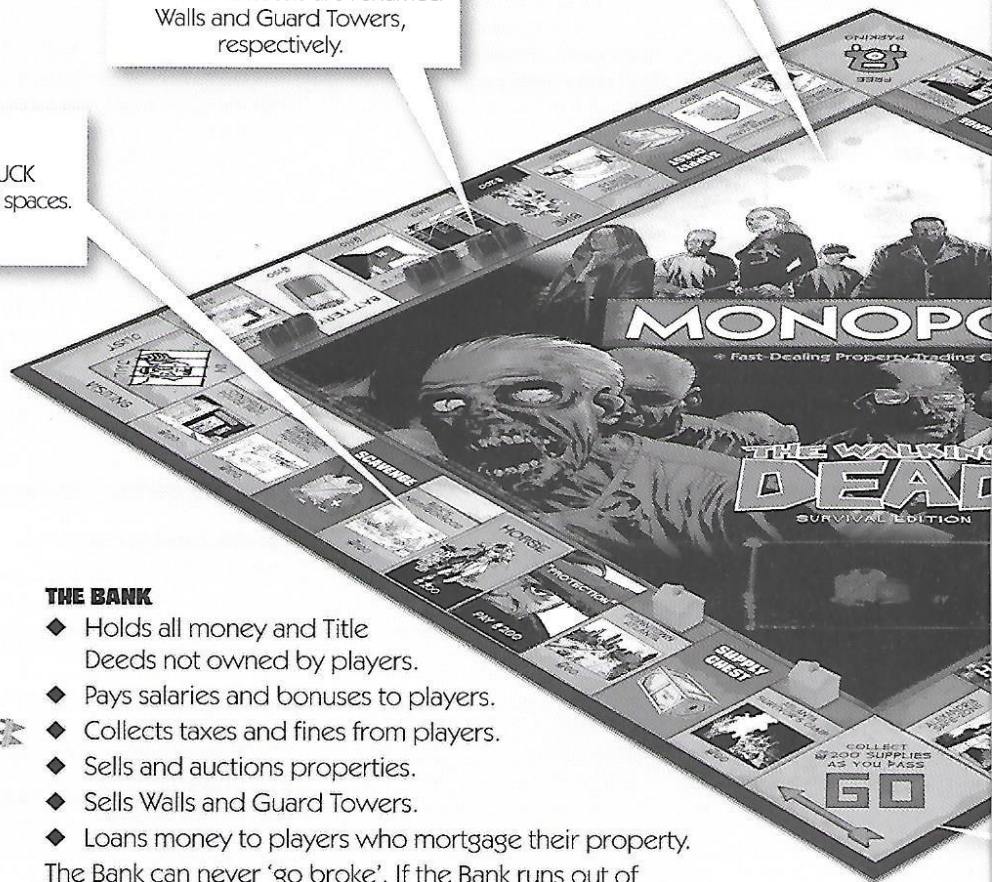 Walls and Guard Towers,
respectively.
UCK
spaces.
FREE
PARKING
SUPPLY
CHEST
BATTERY
IN
VISITING
SCAVENGE
HORSE
"PROTECTION"
PAY $200
SUPPLY
CHEST
COLLECT
$200 SUPPLIES
AS YOU PASS
GO
MONOPO
Fast-Dealing Property Trading G
THE WALKING
DEAD
SURVIVAL EDITION
THE BANK
◆ Holds all money and Title
Deeds not owned by players.
◆ Pays salaries and bonuses to players.
◆ Collects taxes and fines from players.
◆ Sells and auctions properties.
◆ Sells Walls and Guard Towers.
◆ Loans money to players who mortgage their property.
The Bank can never 'go broke'. If the Bank runs out of